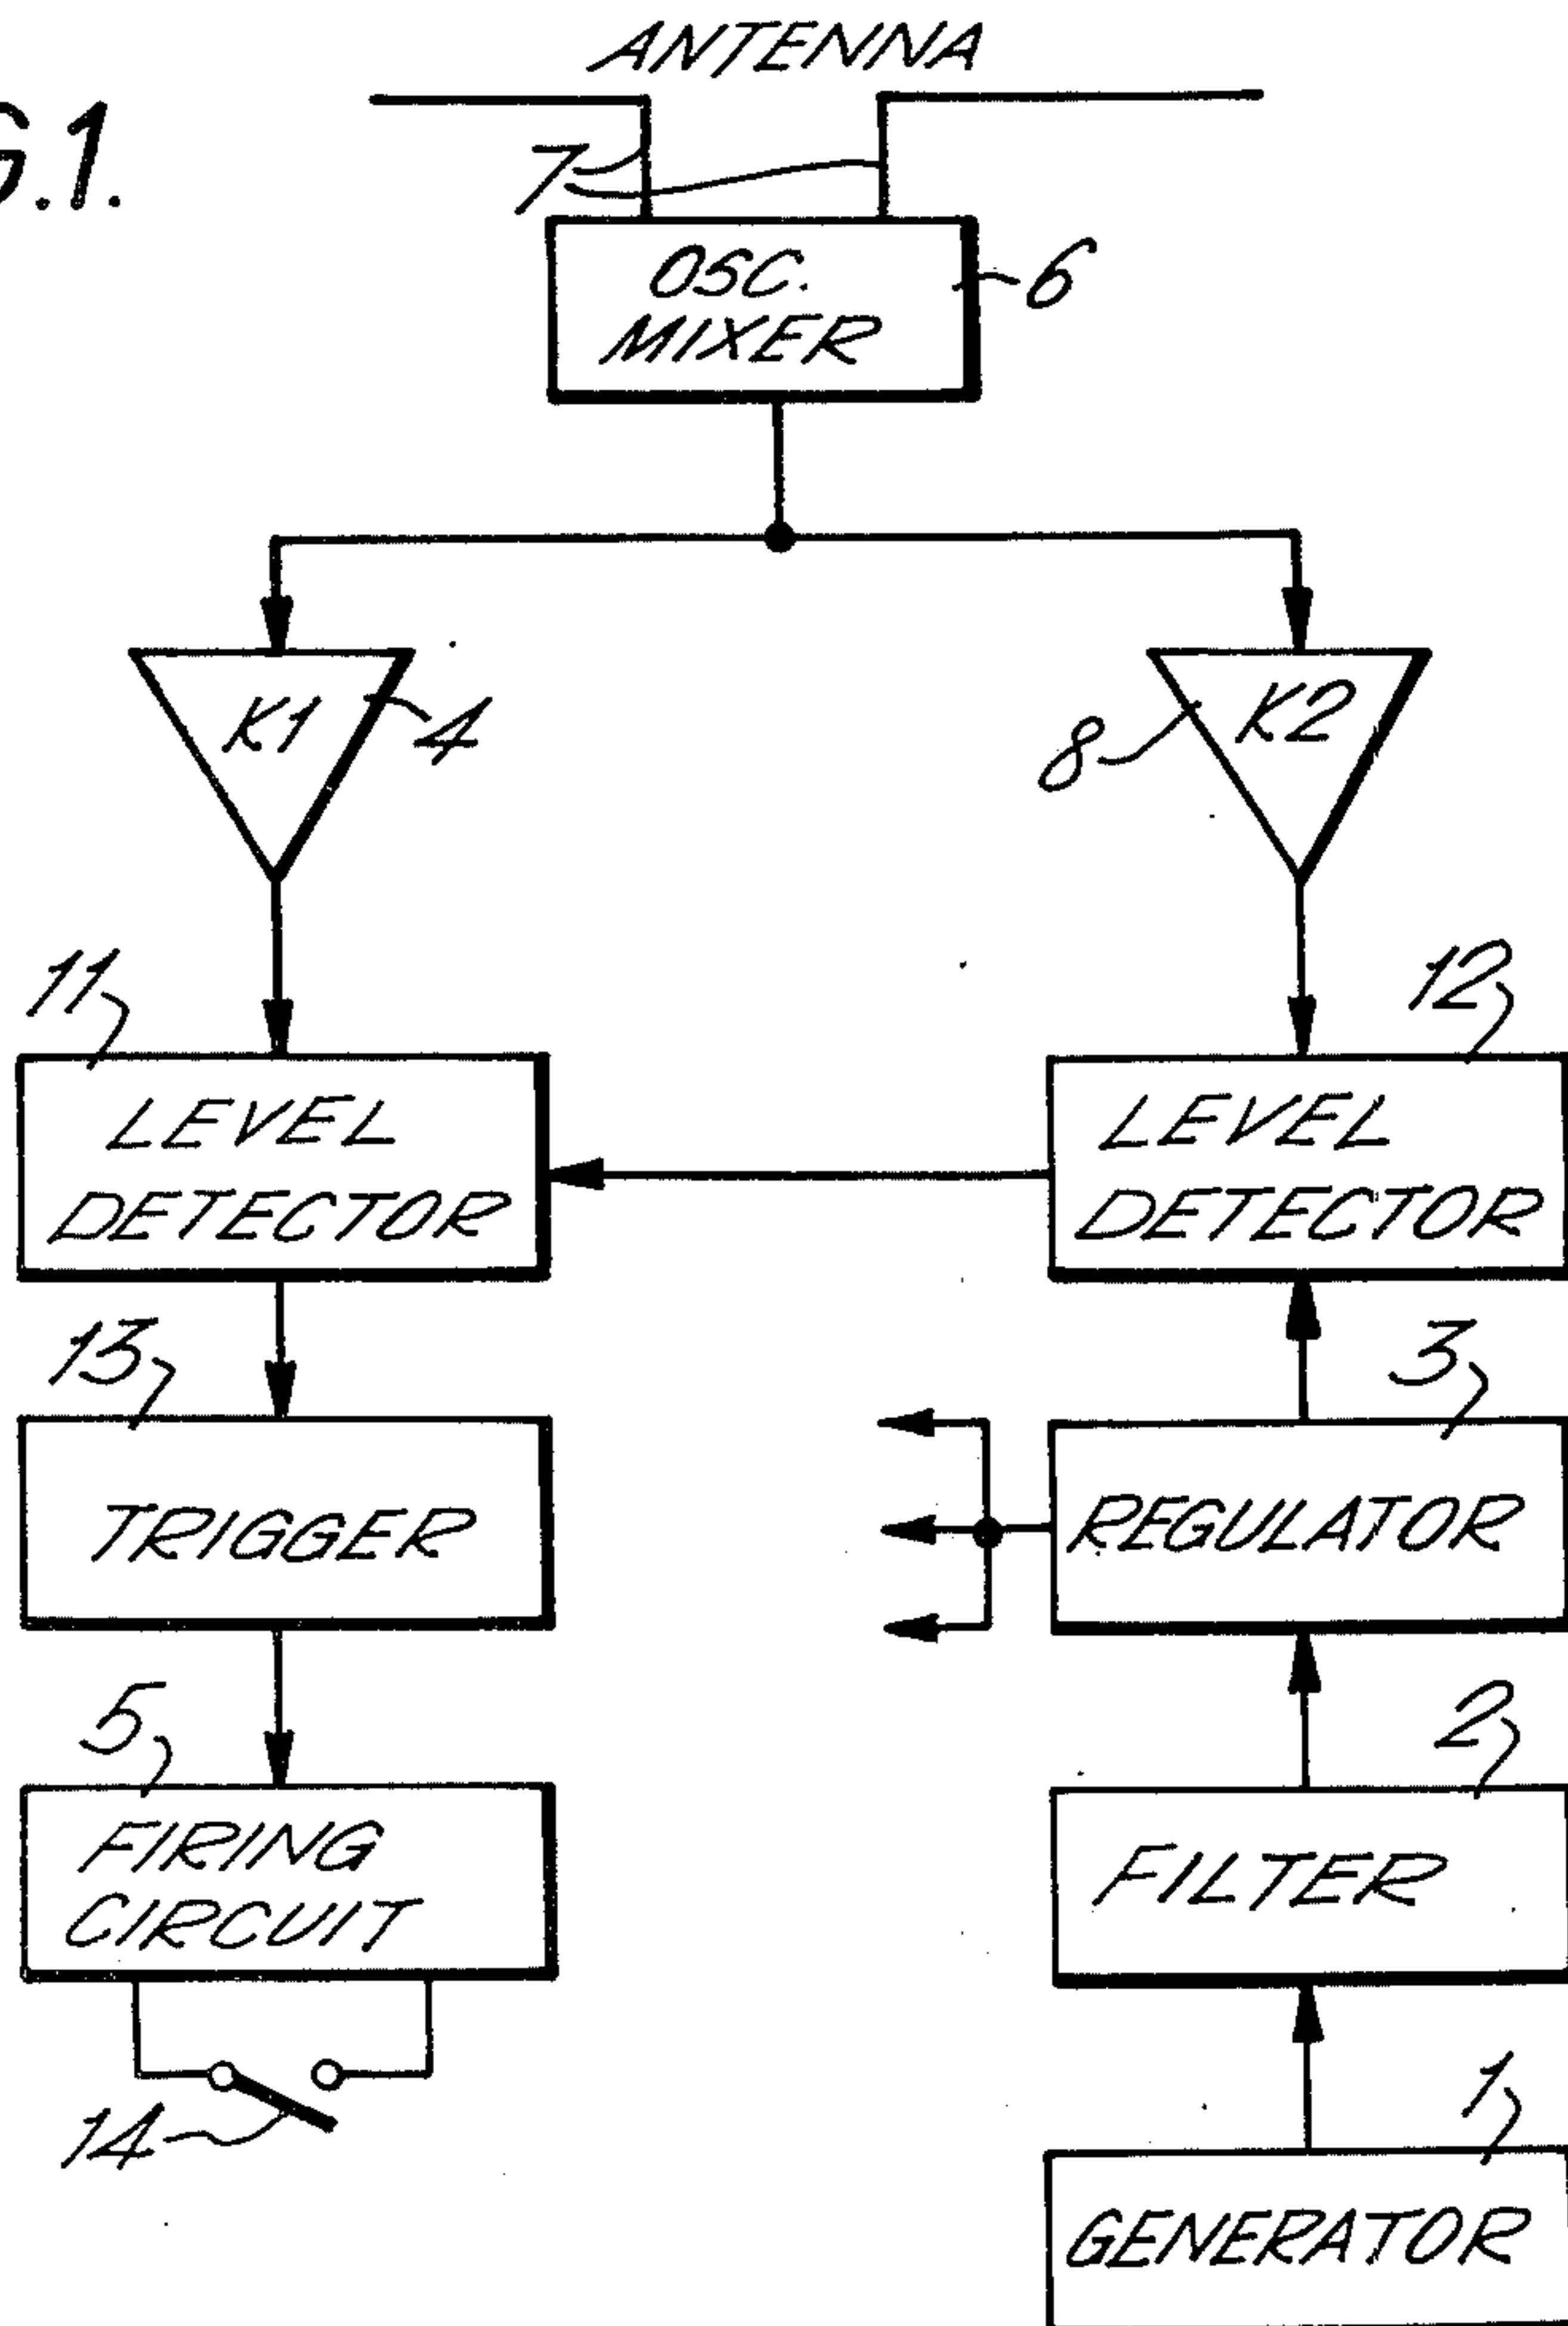 ANTENNA
G.1.
7
OSC.
MIXER
6
K1
4
8
K2
11
12
LEVEL
DETECTOR
LEVEL
DETECTOR
13
3
TRIGGER
REGULATOR
5
2
FIRING
CIRCUIT
FILTER
14
1
GENERATOR